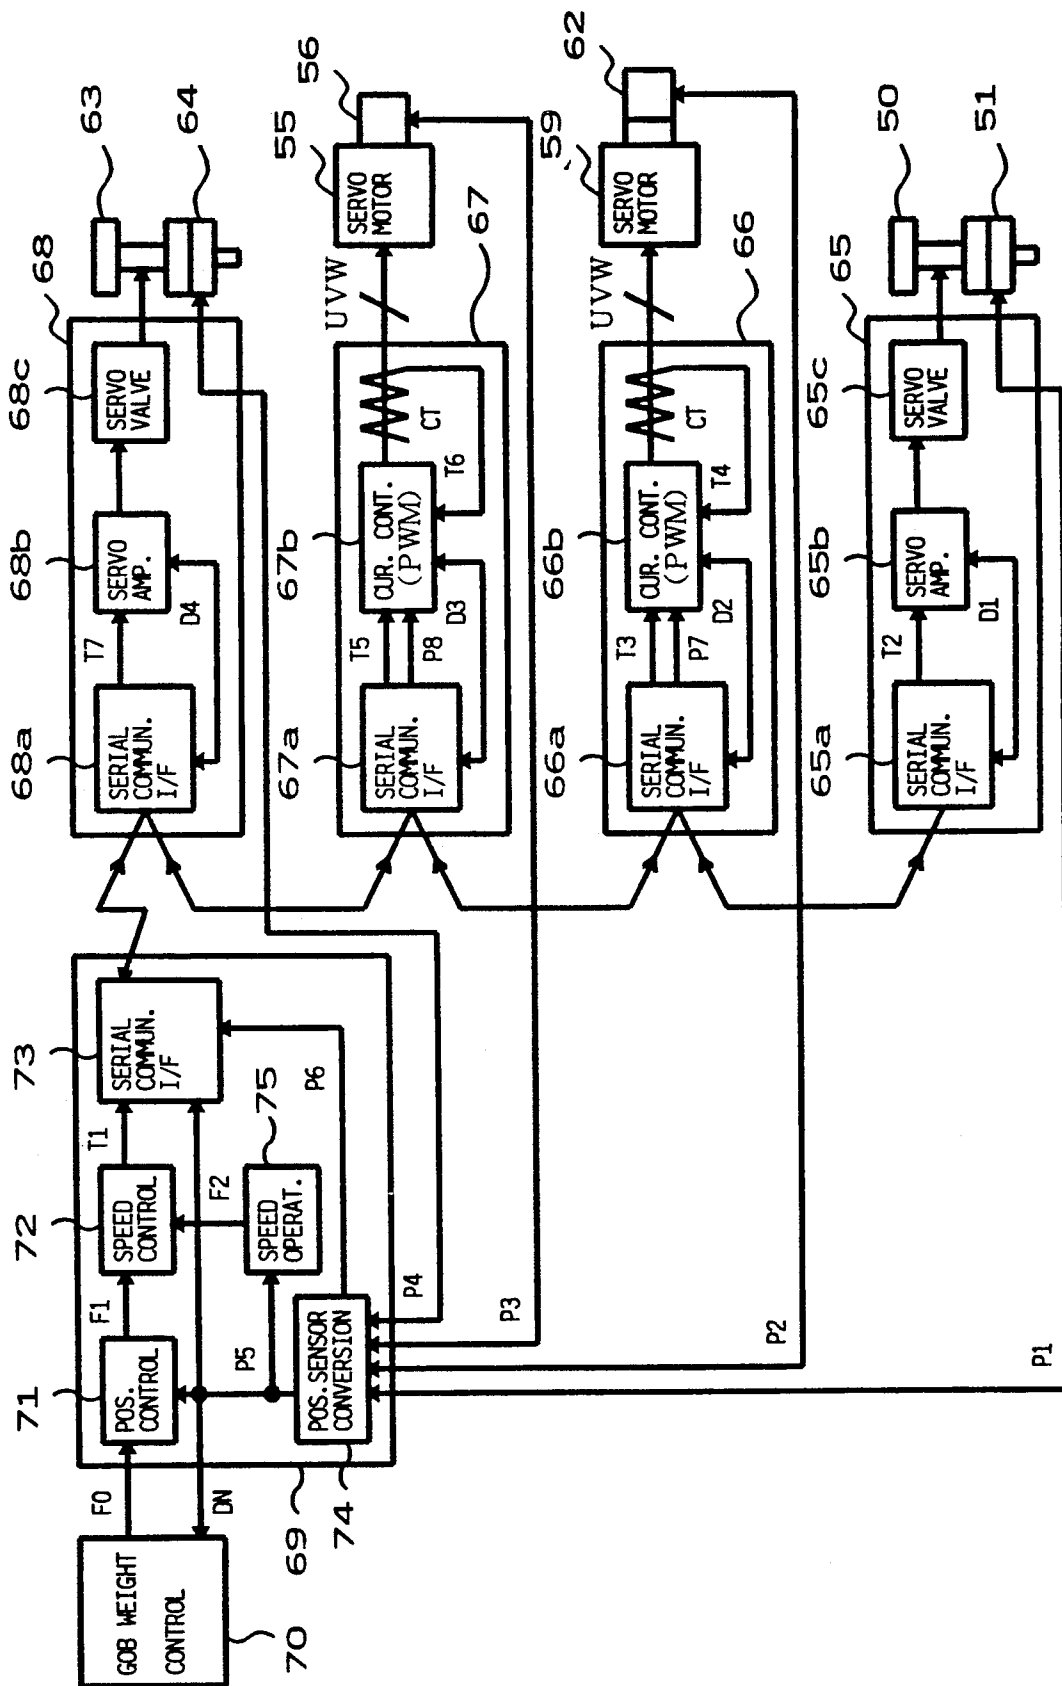 GOB WEIGHT
CONTROL
70
F0
DN
69
71
POS.
CONTROL
F1
72
SPEED
CONTROL
T1
73
SERIAL
COMMUN.
I/F
P5
F2
75
SPEED
OPERAT.
P6
74
POS.SENSOR
CONVERSION
P4
P3
P2
P1
68a
SERIAL
COMMUN.
I/F
T7
D4
68b
SERVO
AMP.
68c
SERVO
VALVE
68
63
64
67a
SERIAL
COMMUN.
I/F
T5
P8
D3
67b
CUR. CONT.
(PWM)
T6
CT
UVW
67
SERVO
MOTOR
55
56
66a
SERIAL
COMMUN.
I/F
T3
P7
D2
66b
CUR. CONT.
(PWM)
T4
CT
UVW
66
SERVO
MOTOR
59
62
65a
SERIAL
COMMUN.
I/F
T2
D1
65b
SERVO
AMP.
65c
SERVO
VALVE
65
50
51